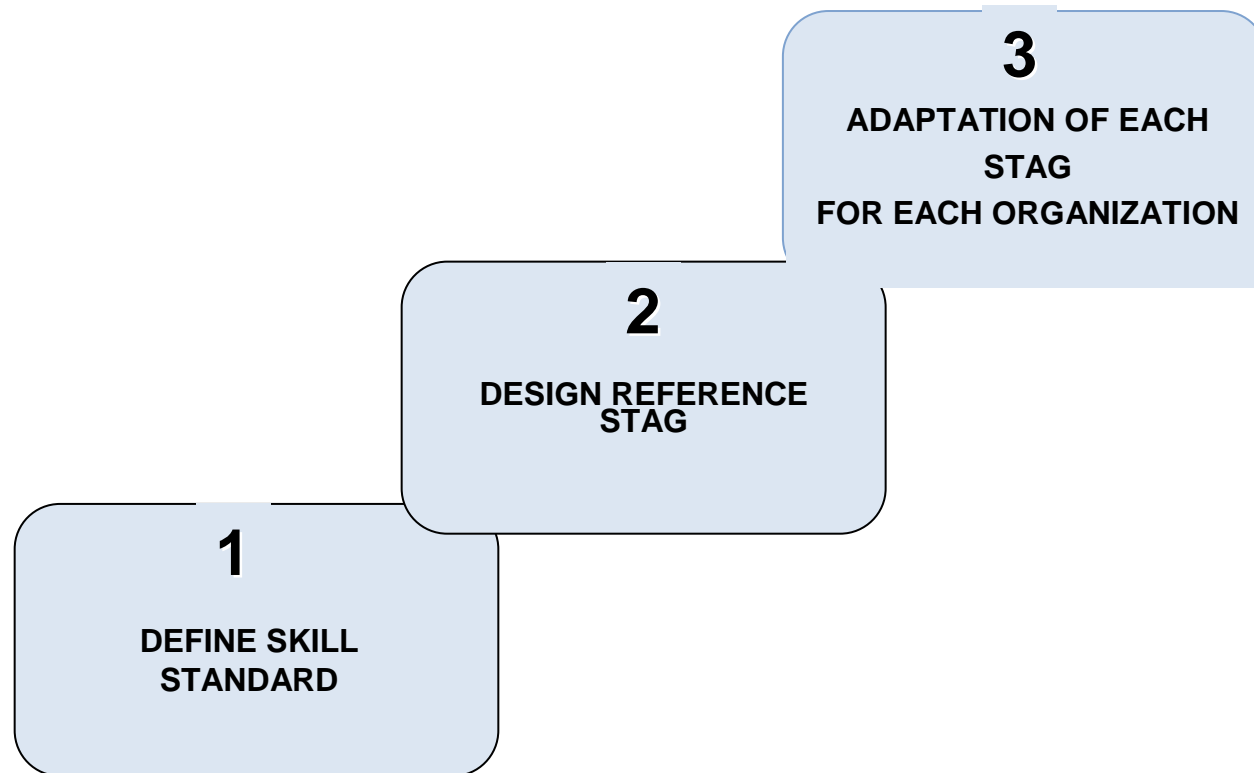 3
ADAPTATION OF EACH
STAG
FOR EACH ORGANIZATION
2
DESIGN REFERENCE
STAG
1
DEFINE SKILL
STANDARD